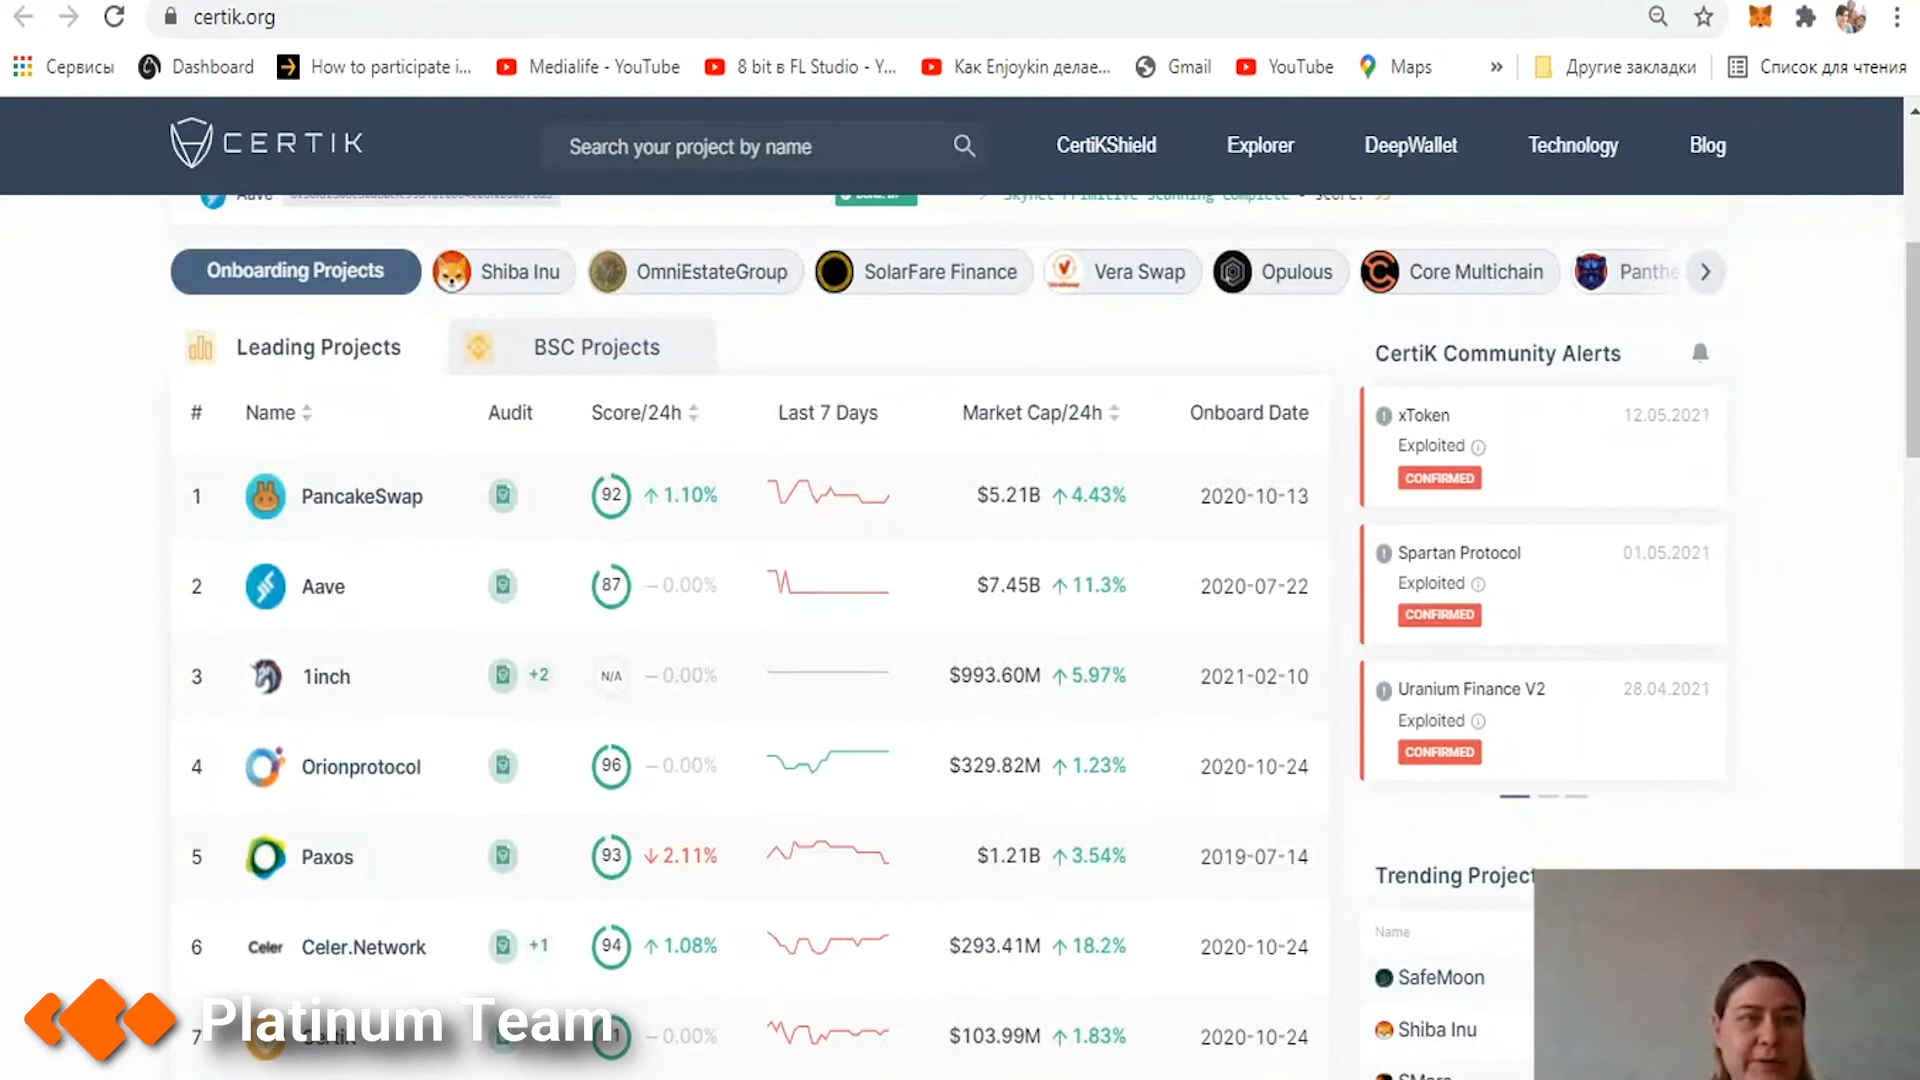 certik.org
Сервисы Dashboard How to participate i... Medialife - YouTube 8 bit в FL Studio - Y... Как Enjoykin делае... Gmail YouTube Maps » Другие закладки Список для чтения
CERTIK Search your project by name CertiKShield Explorer DeepWallet Technology Blog
Aave Skynet Primitive Scanning Complete - Score: 93
Onboarding Projects Shiba Inu OmniEstateGroup SolarFare Finance Vera Swap Opulous Core Multichain Panthe
Leading Projects BSC Projects
CertiK Community Alerts
# Name Audit Score/24h Last 7 Days Market Cap/24h Onboard Date
1 PancakeSwap 92 ↑ 1.10% $5.21B ↑ 4.43% 2020-10-13
2 Aave 87 – 0.00% $7.45B ↑ 11.3% 2020-07-22
3 1inch +2 N/A – 0.00% $993.60M ↑ 5.97% 2021-02-10
4 Orionprotocol 96 – 0.00% $329.82M ↑ 1.23% 2020-10-24
5 Paxos 93 ↓ 2.11% $1.21B ↑ 3.54% 2019-07-14
6 Celer Celer.Network +1 94 ↑ 1.08% $293.41M ↑ 18.2% 2020-10-24
7 – 0.00% $103.99M ↑ 1.83% 2020-10-24
xToken 12.05.2021
Exploited
CONFIRMED
Spartan Protocol 01.05.2021
Exploited
CONFIRMED
Uranium Finance V2 28.04.2021
Exploited
CONFIRMED
Trending Project
Name
SafeMoon
Shiba Inu
Platinum Team